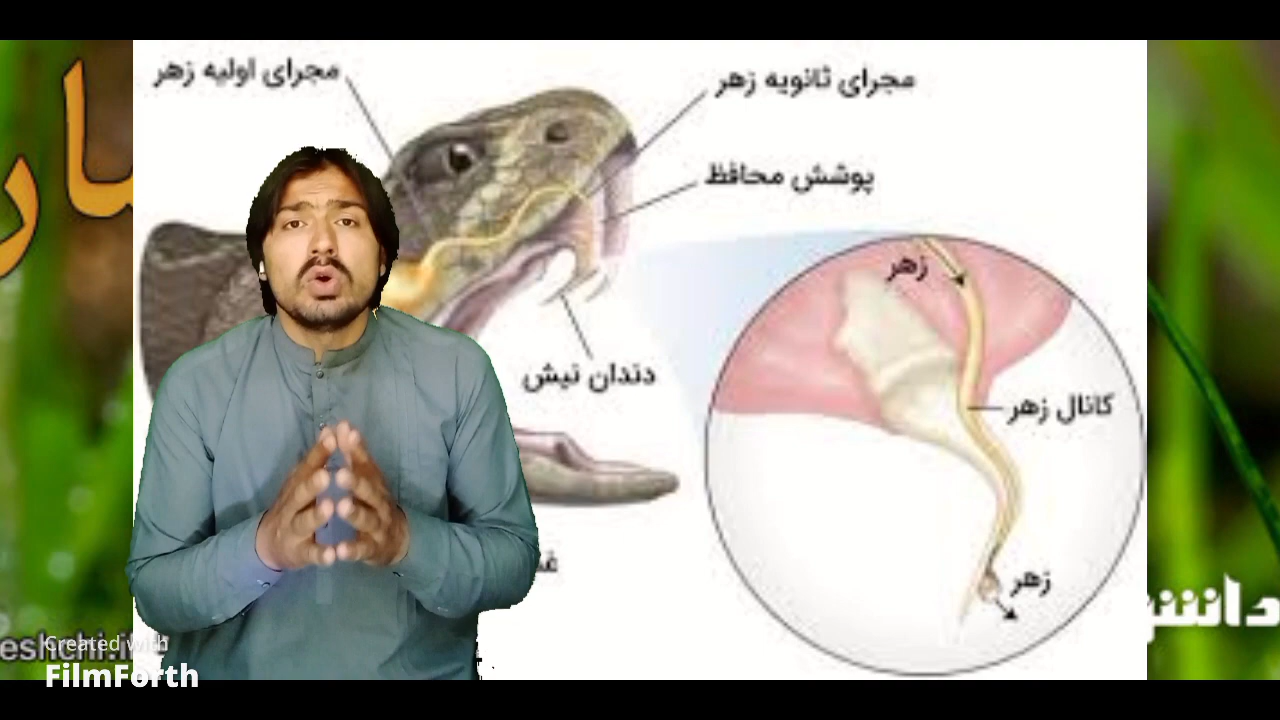 مجرای اولیه زهر
مجرای ثانویه زهر
پوشش محافظ
زهر
دندان نیش
کانال زهر
زهر
Created with
FilmForth